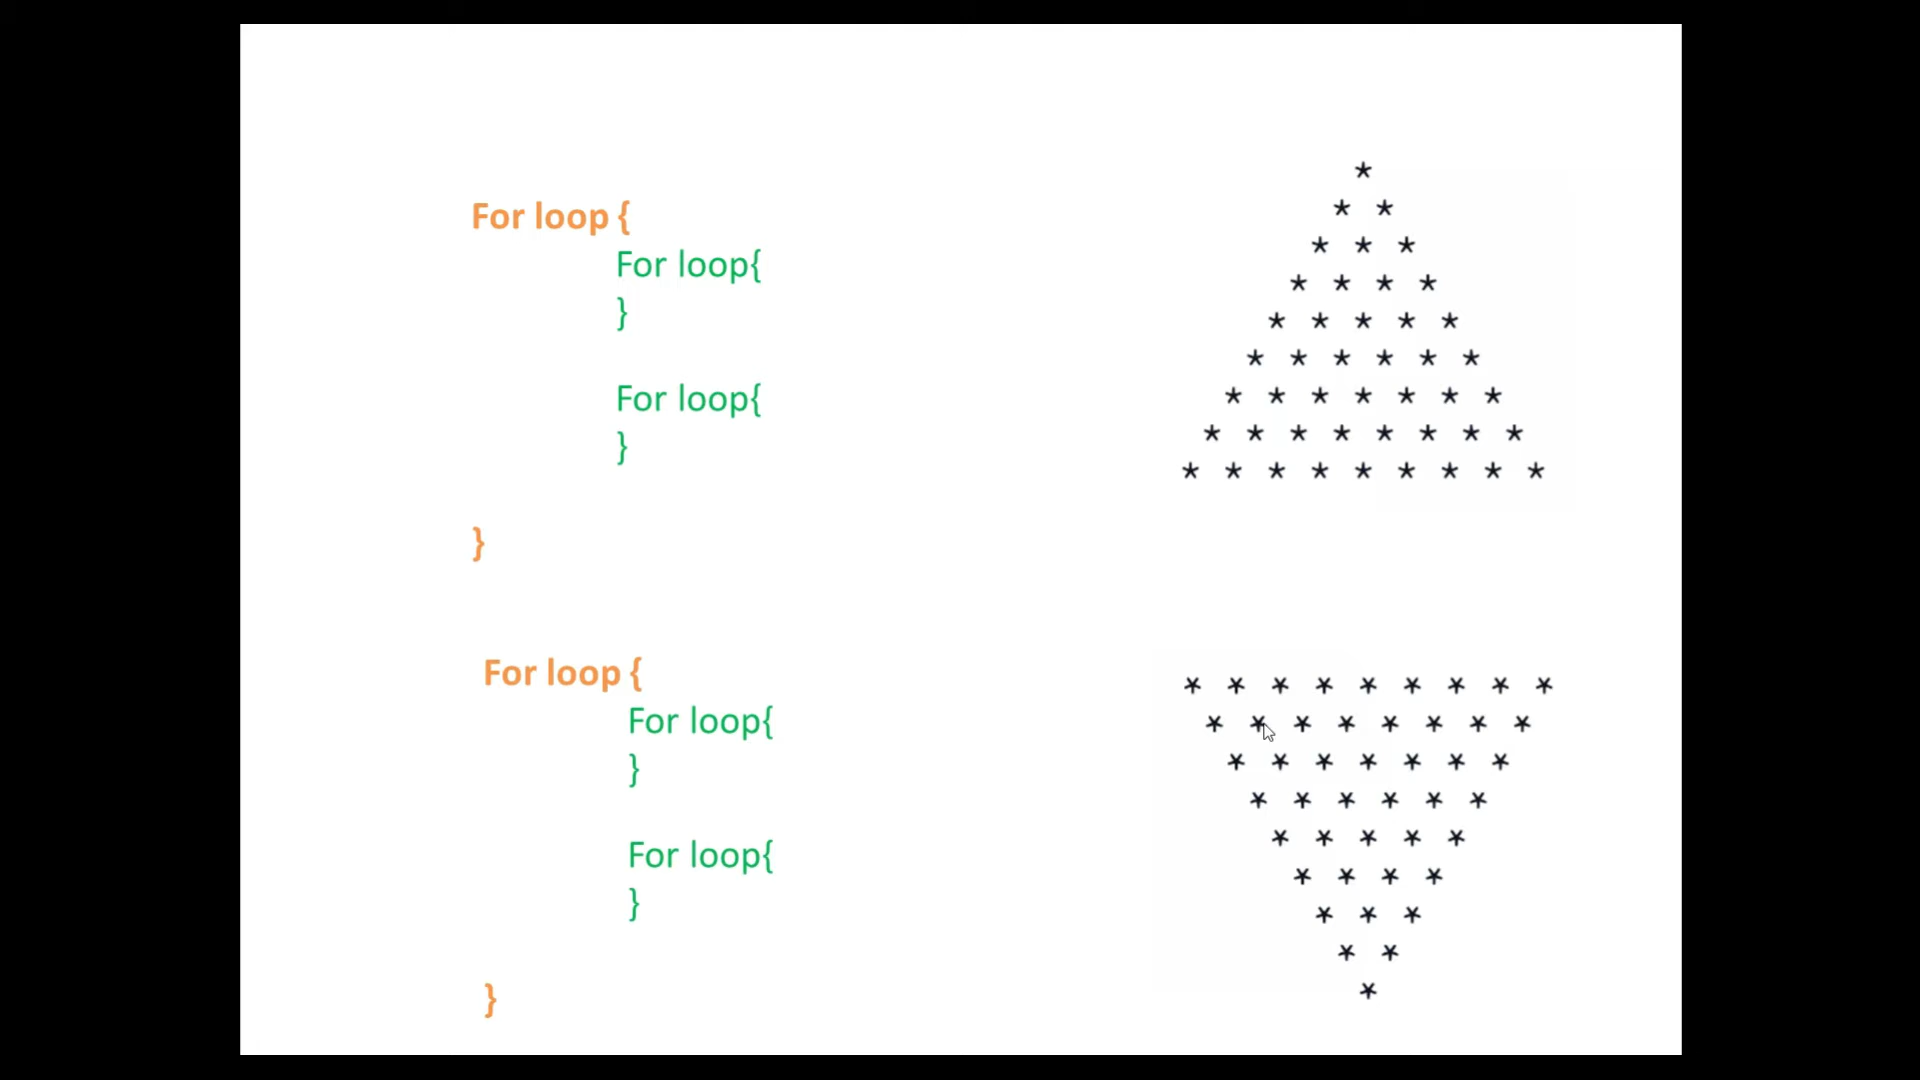 For loop {
For loop{
}
For loop{
}
}
*
* *
* * *
* * * *
* * * * *
* * * * * *
* * * * * * *
* * * * * * * *
* * * * * * * * *
For loop {
For loop{
}
For loop{
}
}
* * * * * * * * *
* * * * * * * *
* * * * * * *
* * * * * *
* * * * *
* * * *
* * *
* *
*